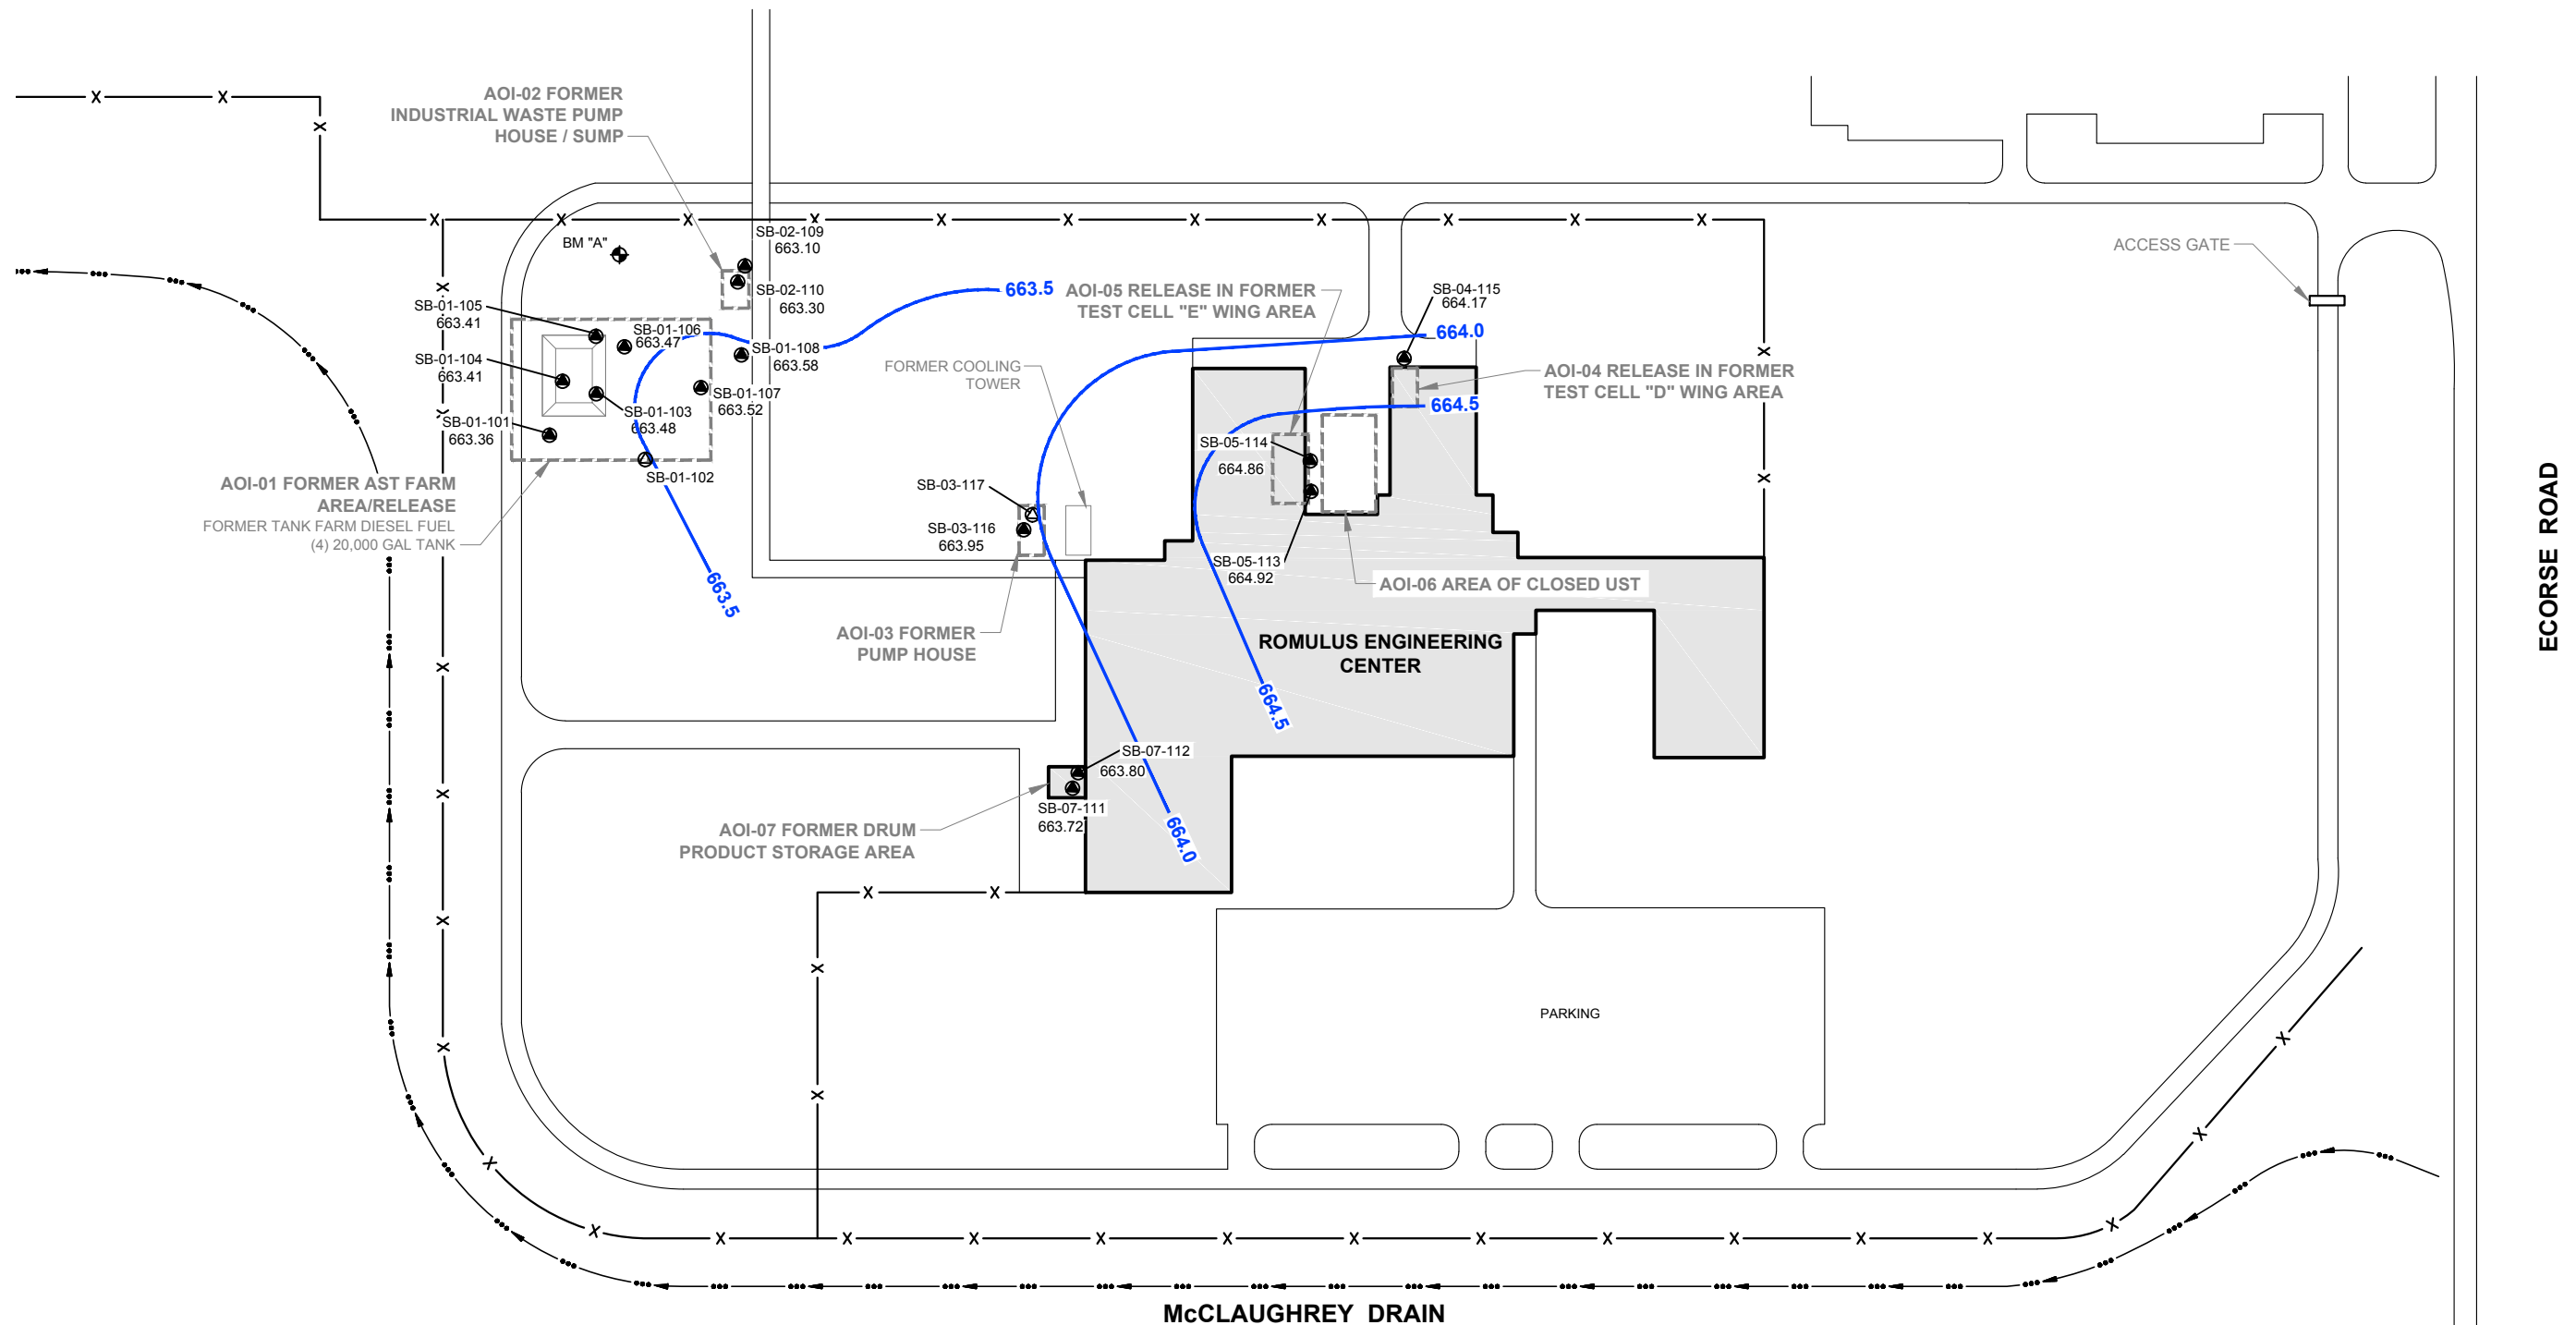 AOI-02 FORMER
INDUSTRIAL WASTE PUMP
HOUSE / SUMP
BM "A"
SB-02-109
663.10
SB-02-110
663.30
SB-01-105
663.41
SB-01-106
663.47
SB-01-108
663.58
SB-01-104
663.41
SB-01-107
663.52
SB-01-103
663.48
SB-01-101
663.36
SB-01-102
AOI-01 FORMER AST FARM
AREA/RELEASE
FORMER TANK FARM DIESEL FUEL
(4) 20,000 GAL TANK
663.5
663.5
AOI-05 RELEASE IN FORMER
TEST CELL "E" WING AREA
SB-04-115
664.17
664.0
FORMER COOLING
TOWER
AOI-04 RELEASE IN FORMER
TEST CELL "D" WING AREA
664.5
SB-05-114
664.86
SB-03-117
SB-03-116
663.95
SB-05-113
664.92
AOI-06 AREA OF CLOSED UST
AOI-03 FORMER
PUMP HOUSE
ROMULUS ENGINEERING
CENTER
664.5
SB-07-112
663.80
SB-07-111
663.72
664.0
AOI-07 FORMER DRUM
PRODUCT STORAGE AREA
ACCESS GATE
ECORSE ROAD
PARKING
McCLAUGHREY DRAIN